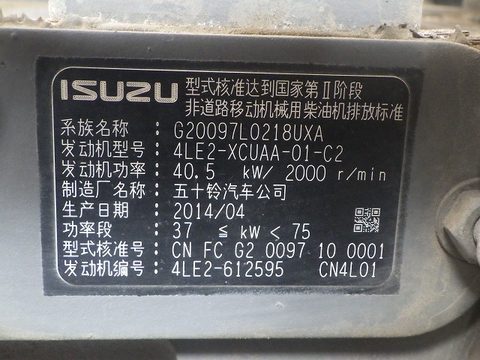 ISUZU 型式核准达到国家第Ⅱ阶段
非道路移动机械用柴油机排放标准
系族名称 : G20097L0218UXA
发动机型号: 4LE2-XCUAA-01-C2
发动机功率: 40.5 kW/ 2000 r/min
制造厂名称: 五十铃汽车公司
生产日期 : 2014/04
功率段 : 37 ≦ kW < 75
型式核准号: CN FC G2 0097 10 0001
发动机编号: 4LE2-612595 CN4L01